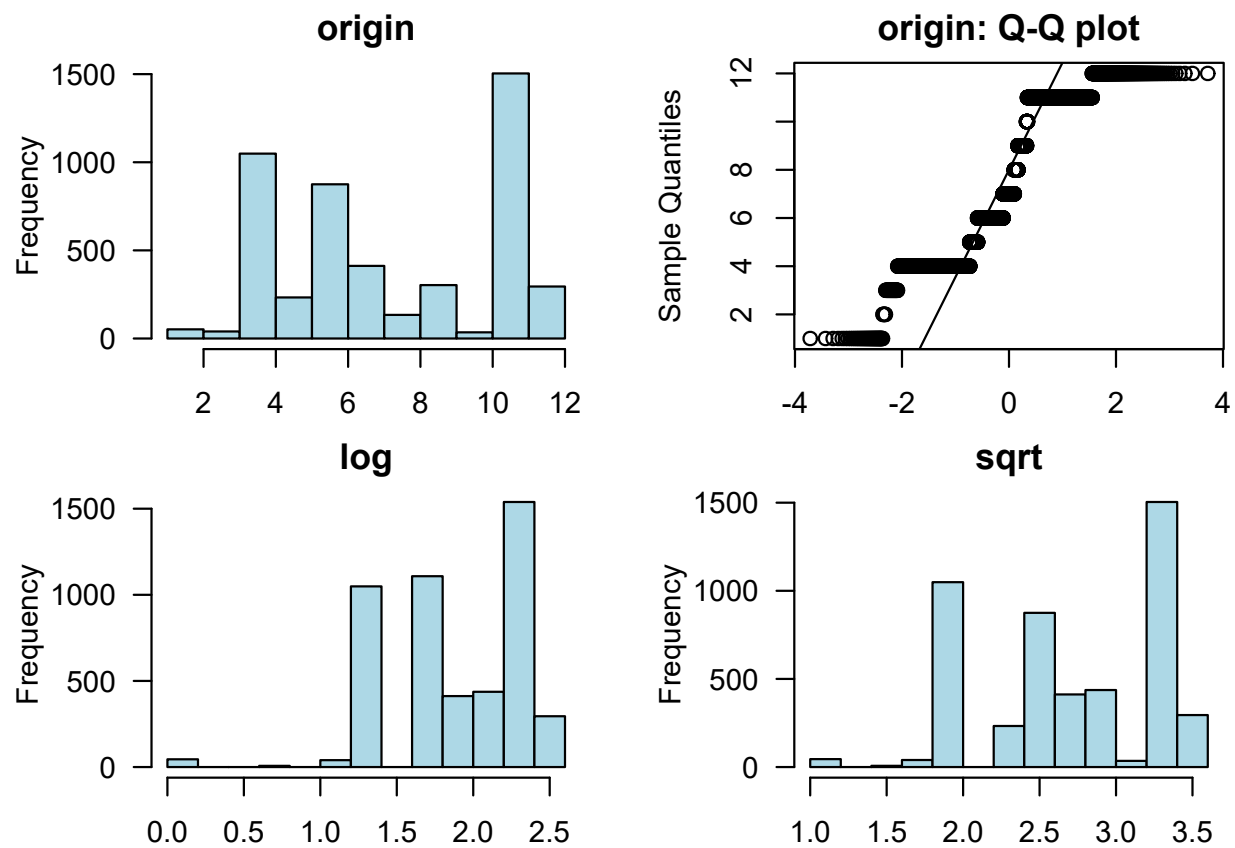 origin
Frequency
1500
1000
500
0
2 4 6 8 10 12
origin: Q-Q plot
Sample Quantiles
12
8
6
4
2
-4 -2 0 2 4
log
Frequency
1500
1000
500
0
0.0 0.5 1.0 1.5 2.0 2.5
sqrt
Frequency
1500
1000
500
0
1.0 1.5 2.0 2.5 3.0 3.5